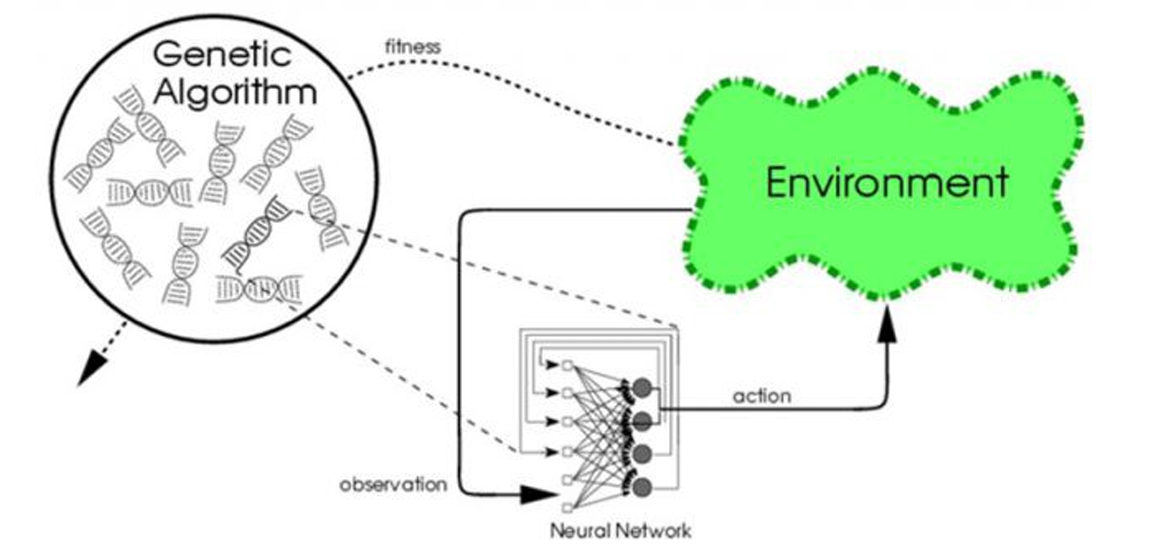 Genetic
Algorithm
fitness
Environment
action
observation
Neural Network